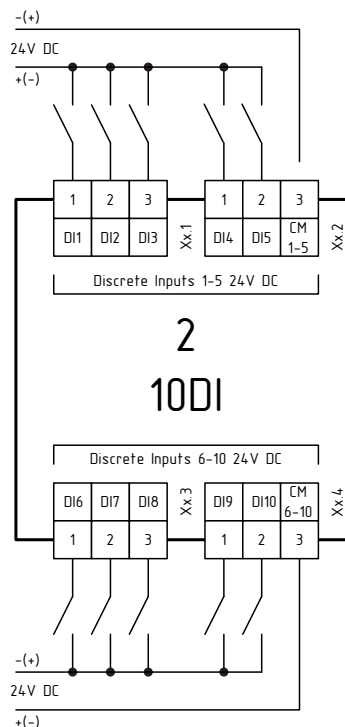 -(+)
24V DC
+(-)
1 2 3 1 2 3
DI1 DI2 DI3 Xx.1 DI4 DI5 CM 1-5 Xx.2
Discrete Inputs 1-5 24V DC
2
10DI
Discrete Inputs 6-10 24V DC
DI6 DI7 DI8 Xx.3 DI9 DI10 CM 6-10 Xx.4
1 2 3 1 2 3
-(+)
24V DC
+(-)